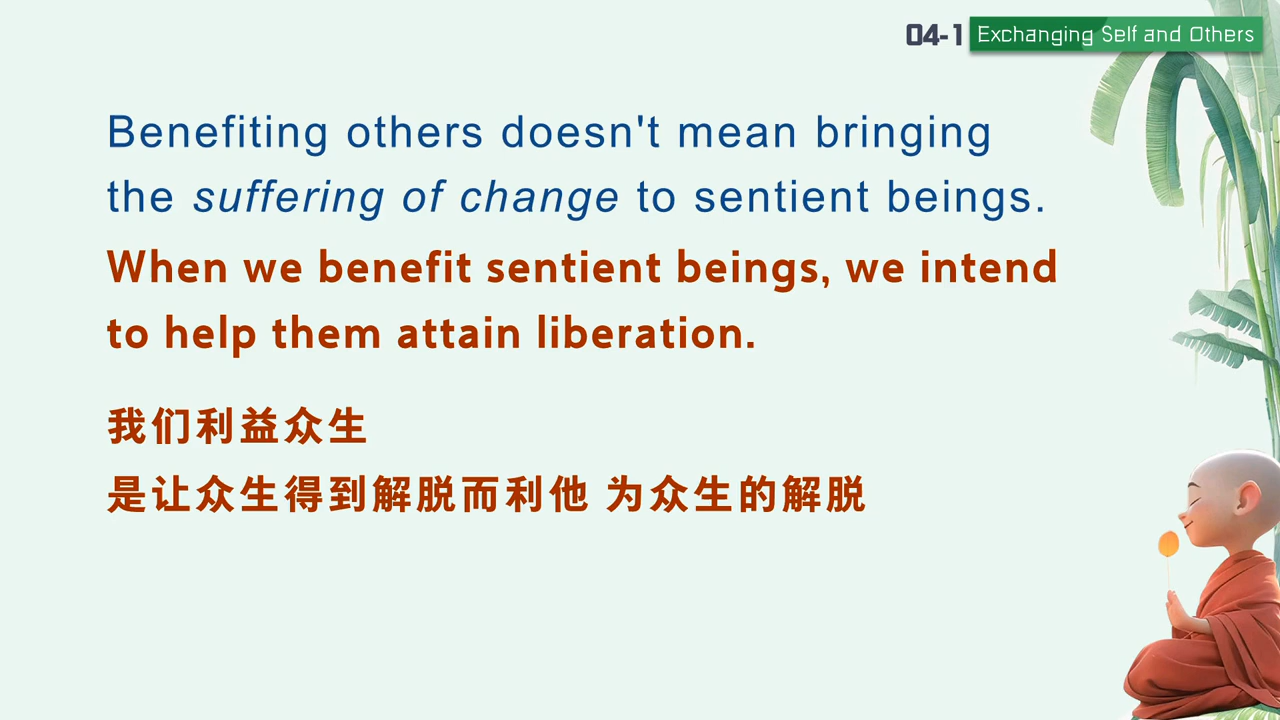 04-1 Exchanging Self and Others
Benefiting others doesn't mean bringing
the suffering of change to sentient beings.
When we benefit sentient beings, we intend
to help them attain liberation.
我们利益众生
是让众生得到解脱而利他 为众生的解脱